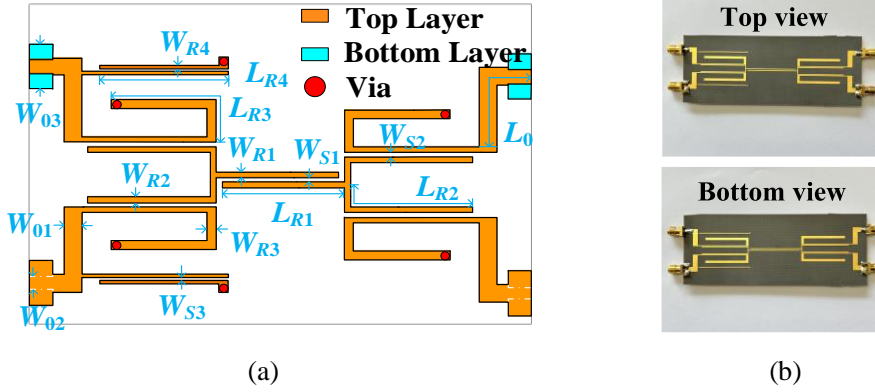 Top Layer
Bottom Layer
Via
W_R4
L_R4
L_R3
W_03
W_R1
W_S1
W_S2
L_0
W_R2
L_R1
L_R2
W_01
W_R3
W_02
W_S3
(a)
Top view
Bottom view
(b)